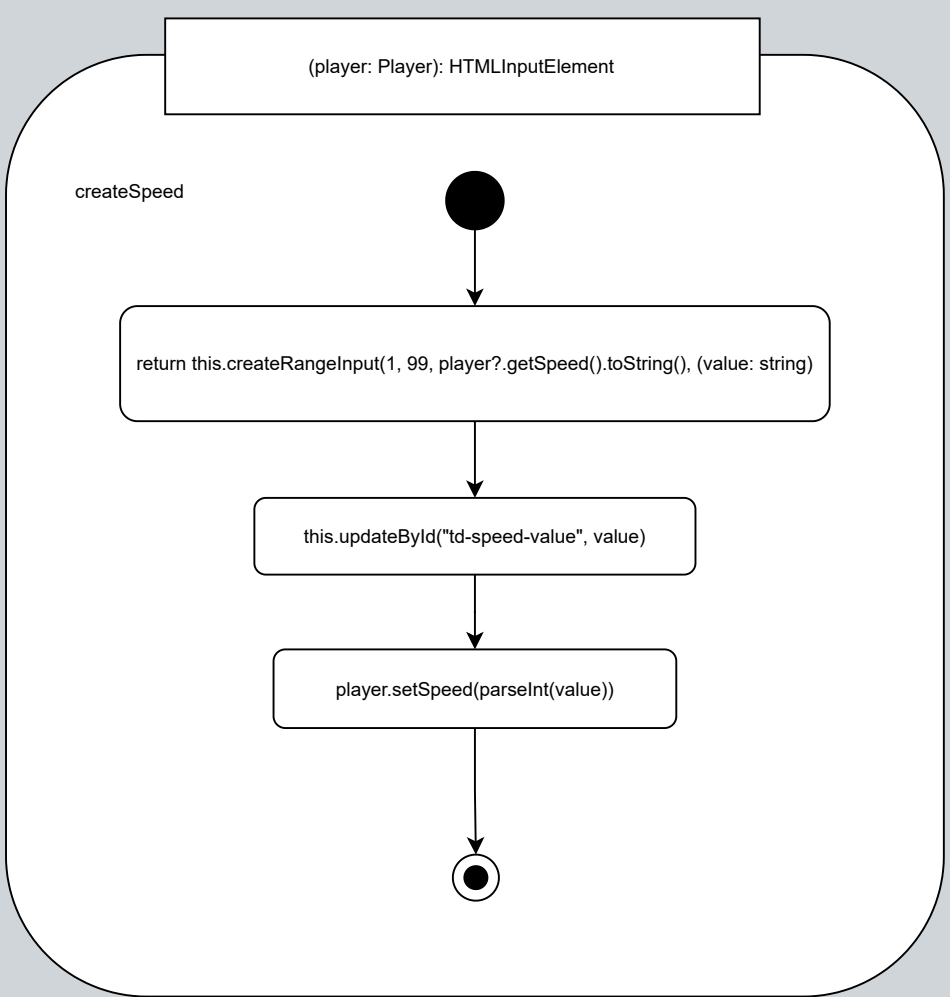 (player: Player): HTMLInputElement
createSpeed
return this.createRangeInput(1, 99, player?.getSpeed().toString(), (value: string)
this.updateById("td-speed-value", value)
player.setSpeed(parseInt(value))